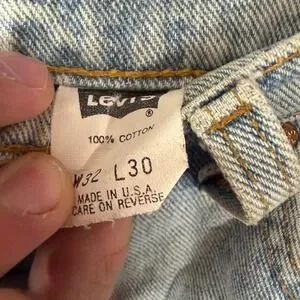 Levi's
®
100% COTTON
W32 L30
MADE IN U.S.A.
CARE ON REVERSE